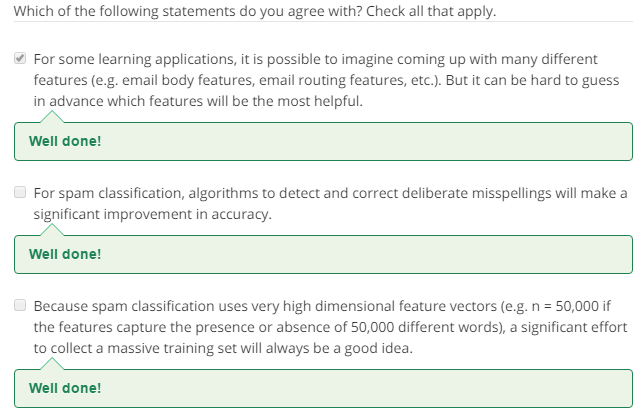 Which of the following statements do you agree with? Check all that apply.
For some learning applications, it is possible to imagine coming up with many different
features (e.g. email body features, email routing features, etc.). But it can be hard to guess
in advance which features will be the most helpful.
Well done!
For spam classification, algorithms to detect and correct deliberate misspellings will make a
significant improvement in accuracy.
Well done!
Because spam classification uses very high dimensional feature vectors (e.g. n = 50,000 if
the features capture the presence or absence of 50,000 different words), a significant effort
to collect a massive training set will always be a good idea.
Well done!